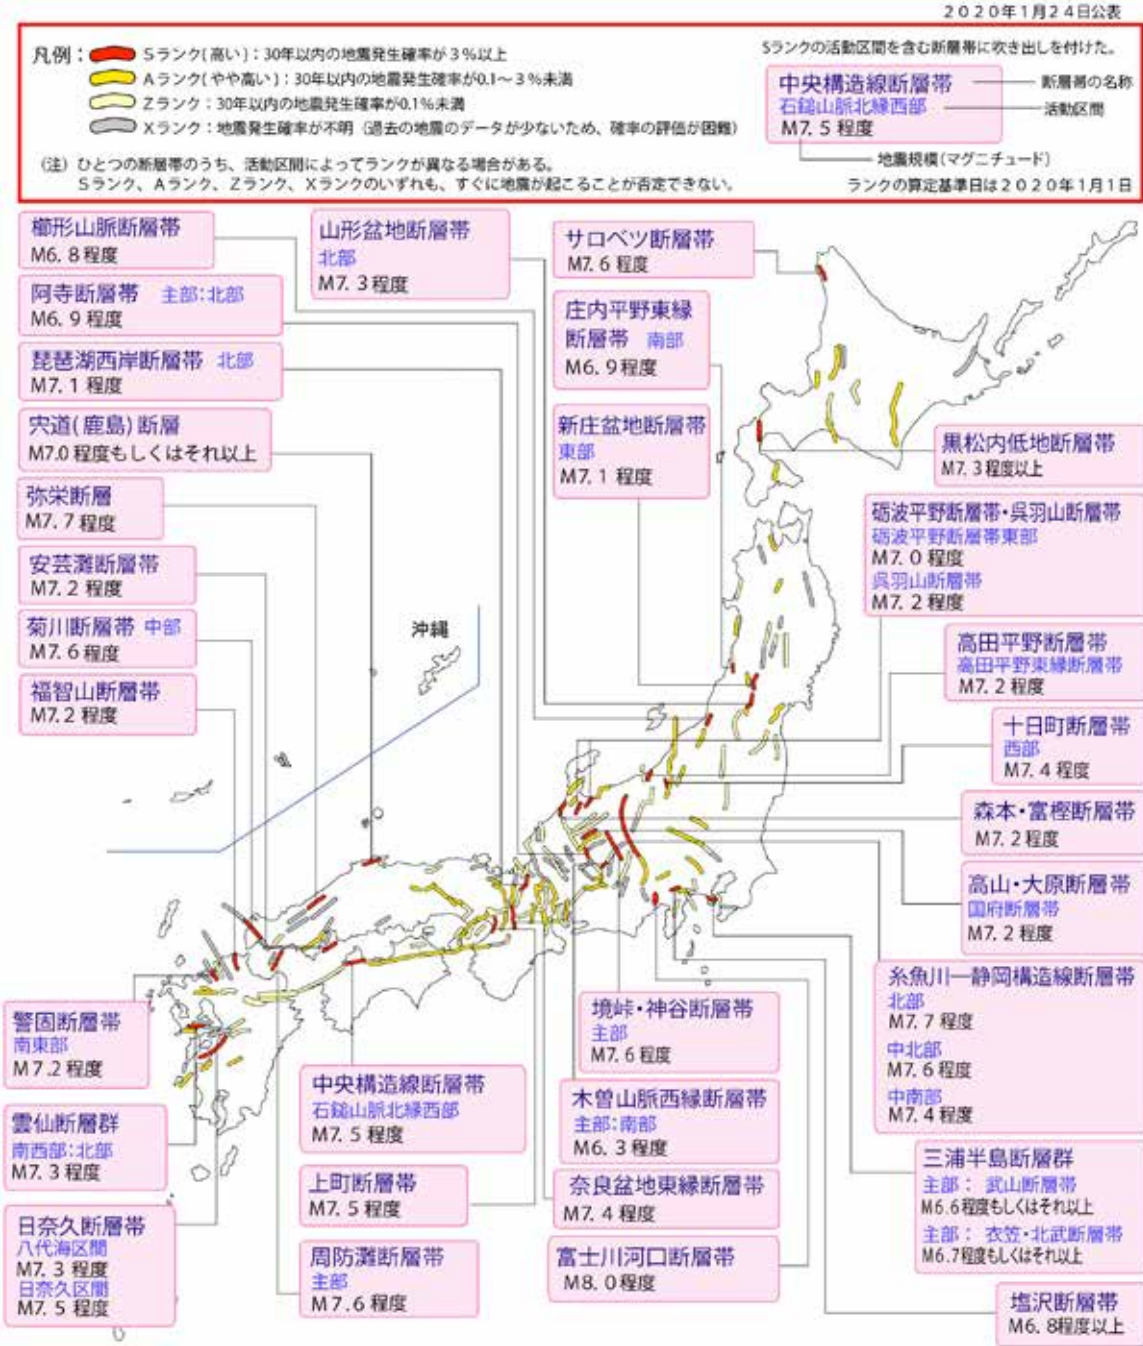 2020年1月24日公表
凡例：
Sランク(高い)：30年以内の地震発生確率が3%以上
Aランク(やや高い)：30年以内の地震発生確率が0.1～3%未満
Zランク：30年以内の地震発生確率が0.1%未満
Xランク：地震発生確率が不明（過去の地震のデータが少ないため、確率の評価が困難）
（注）ひとつの断層帯のうち、活動区間によってランクが異なる場合がある。
Sランク、Aランク、Zランク、Xランクのいずれも、すぐに地震が起こることが否定できない。
Sランクの活動区間を含む断層帯に吹き出しを付けた。
中央構造線断層帯
石鎚山脈北縁西部
M7.5 程度
断層帯の名称
活動区間
地震規模(マグニチュード)
ランクの算定基準日は2020年1月1日
櫛形山脈断層帯
M6.8 程度
阿寺断層帯 主部:北部
M6.9 程度
琵琶湖西岸断層帯 北部
M7.1 程度
宍道(鹿島)断層
M7.0 程度もしくはそれ以上
弥栄断層
M7.7 程度
安芸灘断層帯
M7.2 程度
菊川断層帯 中部
M7.6 程度
福智山断層帯
M7.2 程度
山形盆地断層帯
北部
M7.3 程度
サロベツ断層帯
M7.6 程度
庄内平野東縁
断層帯 南部
M6.9 程度
新庄盆地断層帯
東部
M7.1 程度
黒松内低地断層帯
M7.3 程度以上
砺波平野断層帯・呉羽山断層帯
砺波平野断層帯東部
M7.0 程度
呉羽山断層帯
M7.2 程度
高田平野断層帯
高田平野東縁断層帯
M7.2 程度
十日町断層帯
西部
M7.4 程度
森本・富樫断層帯
M7.2 程度
高山・大原断層帯
国府断層帯
M7.2 程度
糸魚川－静岡構造線断層帯
北部
M7.7 程度
中北部
M7.6 程度
中南部
M7.4 程度
沖縄
警固断層帯
南東部
M7.2 程度
雲仙断層群
南西部:北部
M7.3 程度
日奈久断層帯
八代海区間
M7.3 程度
日奈久区間
M7.5 程度
中央構造線断層帯
石鎚山脈北縁西部
M7.5 程度
上町断層帯
M7.5 程度
周防灘断層帯
主部
M7.6 程度
境峠・神谷断層帯
主部
M7.6 程度
木曽山脈西縁断層帯
主部:南部
M6.3 程度
奈良盆地東縁断層帯
M7.4 程度
富士川河口断層帯
M8.0 程度
三浦半島断層群
主部： 武山断層帯
M6.6程度もしくはそれ以上
主部： 衣笠・北武断層帯
M6.7程度もしくはそれ以上
塩沢断層帯
M6.8程度以上